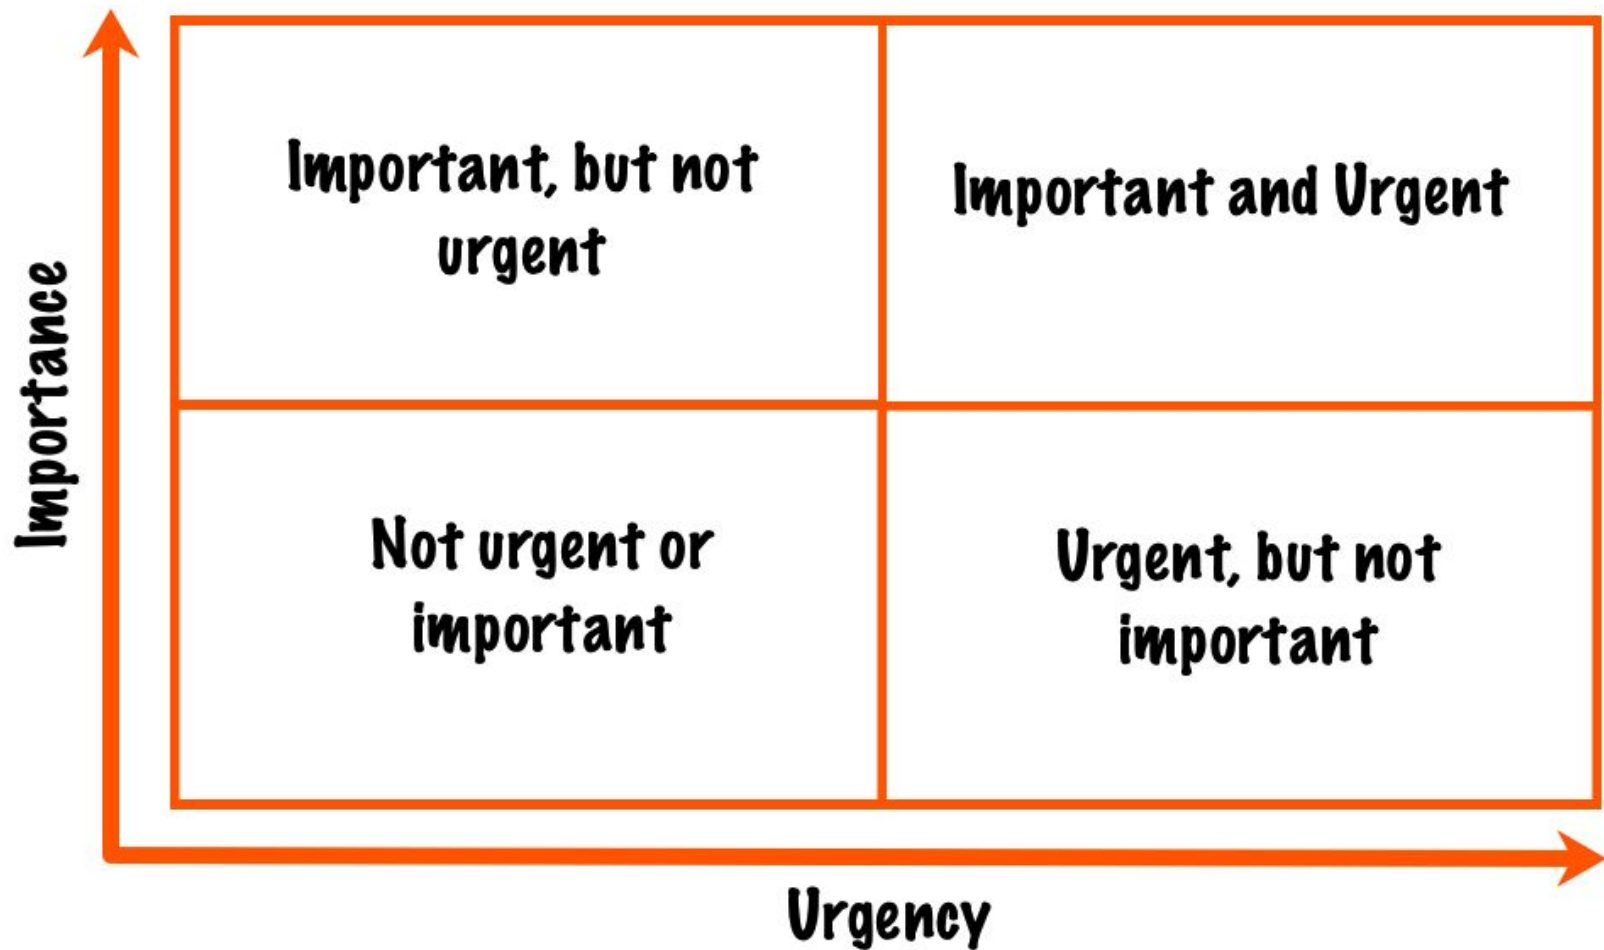 Important, but not
urgent
Important and Urgent
Importance
Not urgent or
important
Urgent, but not
important
Urgency